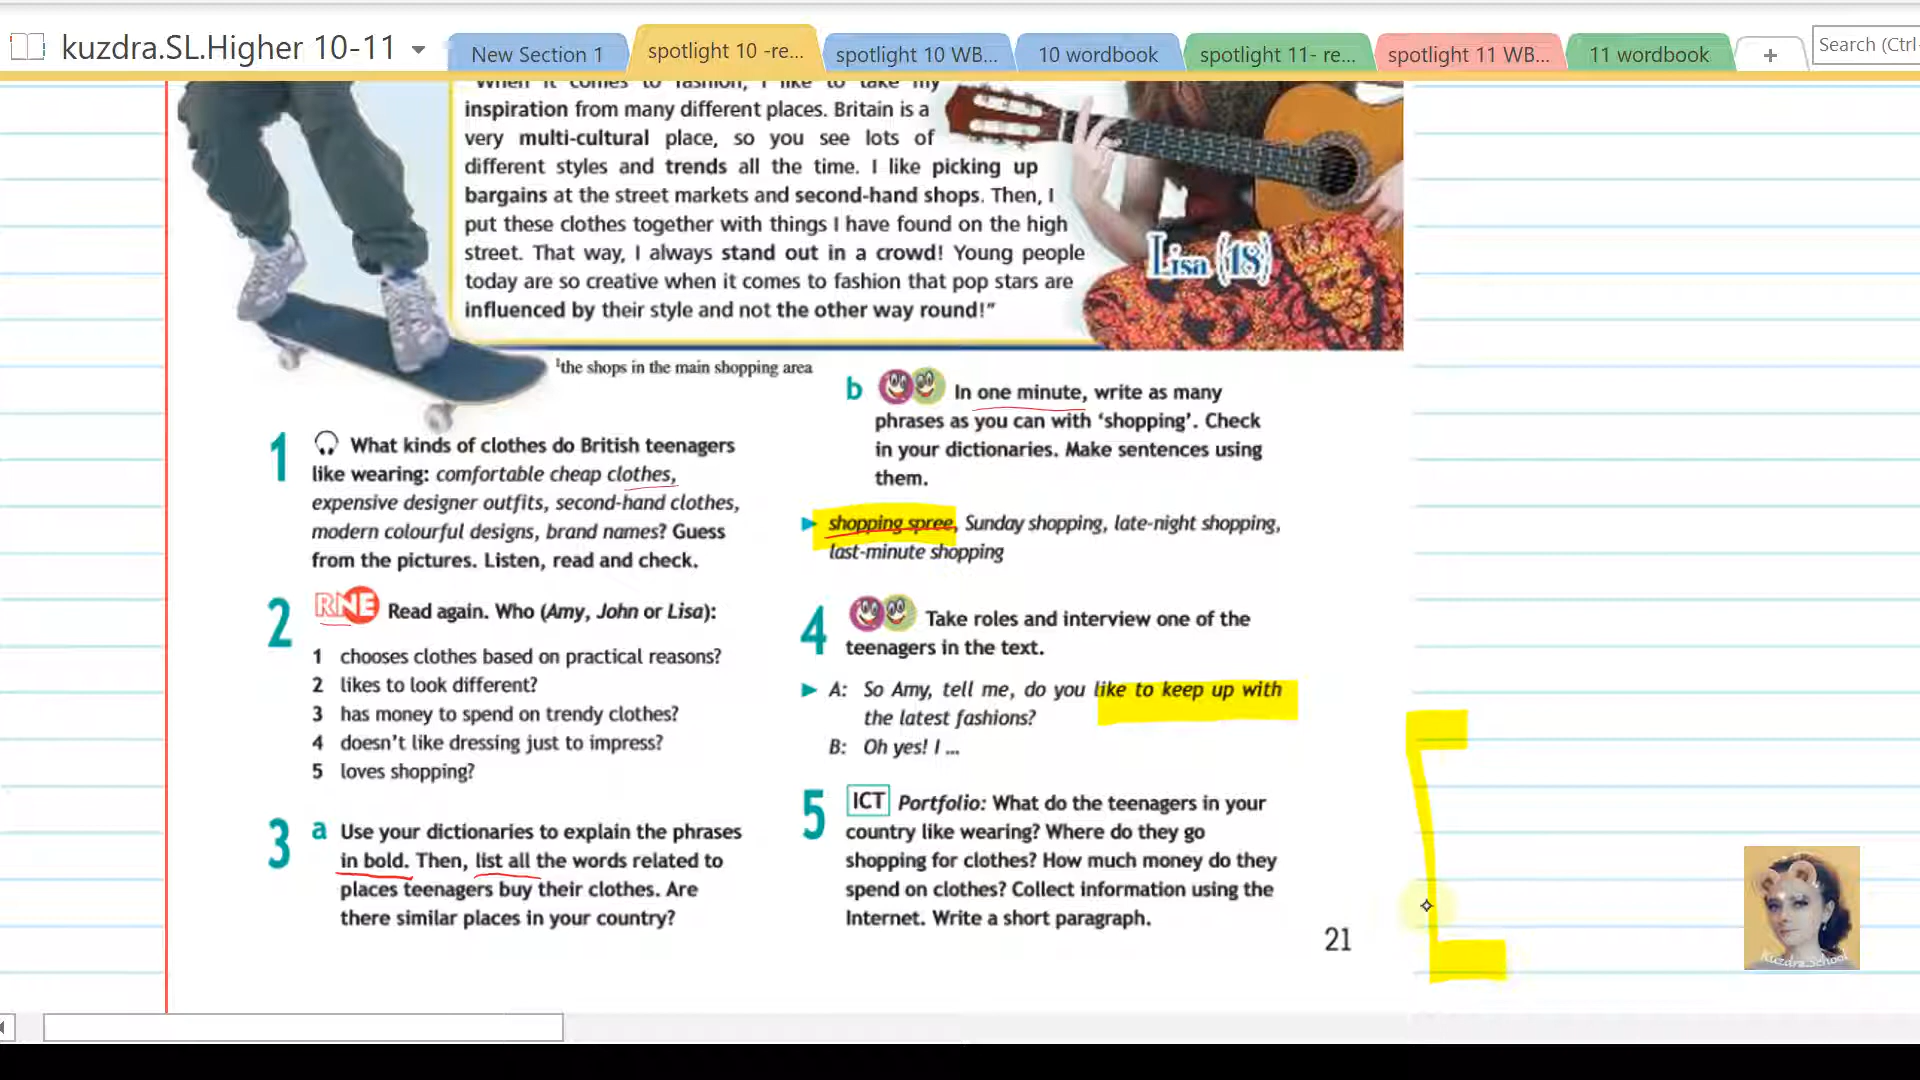 kuzdra.SL.Higher 10-11
New Section 1
spotlight 10 -re...
spotlight 10 WB...
10 wordbook
spotlight 11- re...
spotlight 11 WB...
11 wordbook
+
Search (Ctrl
"When it comes to fashion, I like to take my
inspiration from many different places. Britain is a
very multi-cultural place, so you see lots of
different styles and trends all the time. I like picking up
bargains at the street markets and second-hand shops. Then, I
put these clothes together with things I have found on the high
street. That way, I always stand out in a crowd! Young people
today are so creative when it comes to fashion that pop stars are
influenced by their style and not the other way round!"
Lisa (18)
¹the shops in the main shopping area
1 What kinds of clothes do British teenagers
like wearing: comfortable cheap clothes,
expensive designer outfits, second-hand clothes,
modern colourful designs, brand names? Guess
from the pictures. Listen, read and check.
2 RNE Read again. Who (Amy, John or Lisa):
1 chooses clothes based on practical reasons?
2 likes to look different?
3 has money to spend on trendy clothes?
4 doesn't like dressing just to impress?
5 loves shopping?
3 a Use your dictionaries to explain the phrases
in bold. Then, list all the words related to
places teenagers buy their clothes. Are
there similar places in your country?
b In one minute, write as many
phrases as you can with 'shopping'. Check
in your dictionaries. Make sentences using
them.
shopping spree, Sunday shopping, late-night shopping,
last-minute shopping
4 Take roles and interview one of the
teenagers in the text.
A: So Amy, tell me, do you like to keep up with
the latest fashions?
B: Oh yes! I ...
5 ICT Portfolio: What do the teenagers in your
country like wearing? Where do they go
shopping for clothes? How much money do they
spend on clothes? Collect information using the
Internet. Write a short paragraph.
21
Kuzdra.School